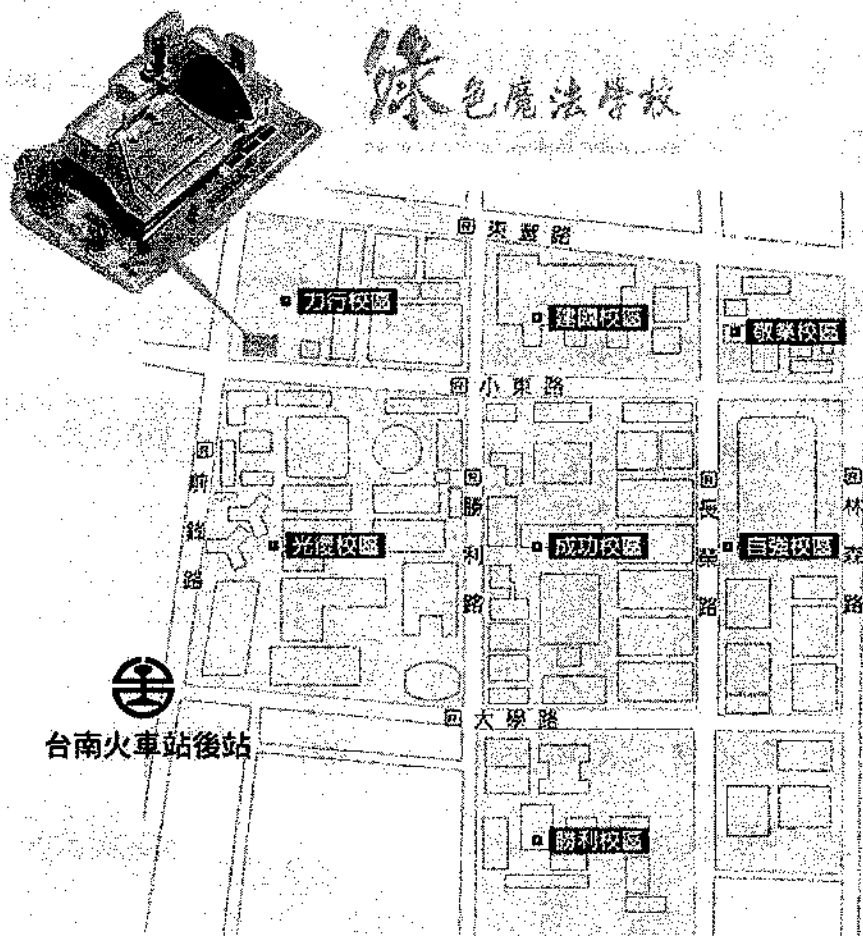 綠色魔法學校
東豐路
力行校區
建國校區
敬業校區
小東路
前鋒路
勝利路
長榮路
林森路
光復校區
成功校區
自強校區
台南火車站後站
大學路
勝利校區